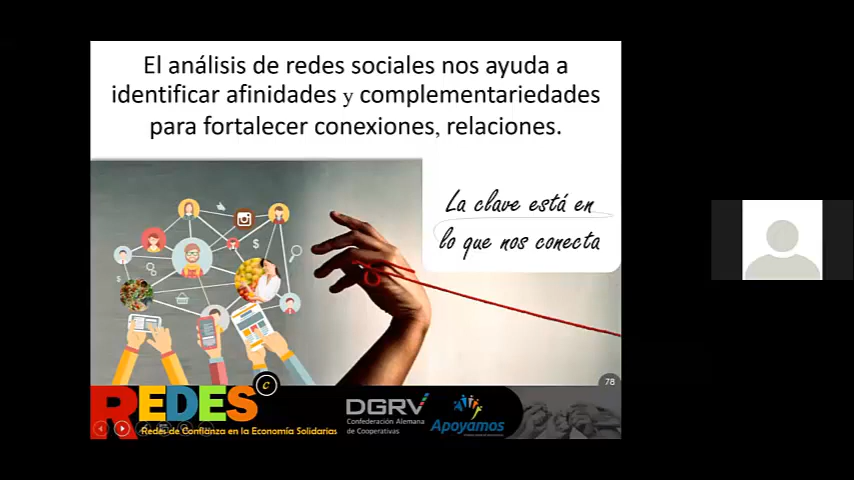 El análisis de redes sociales nos ayuda a
identificar afinidades y complementariedades
para fortalecer conexiones, relaciones.
La clave está en
lo que nos conecta
$
$
78
REDES c
Redes de Confianza en la Economía Solidarias
DGRV
Confederación Alemana
de Cooperativas
Apoyamos